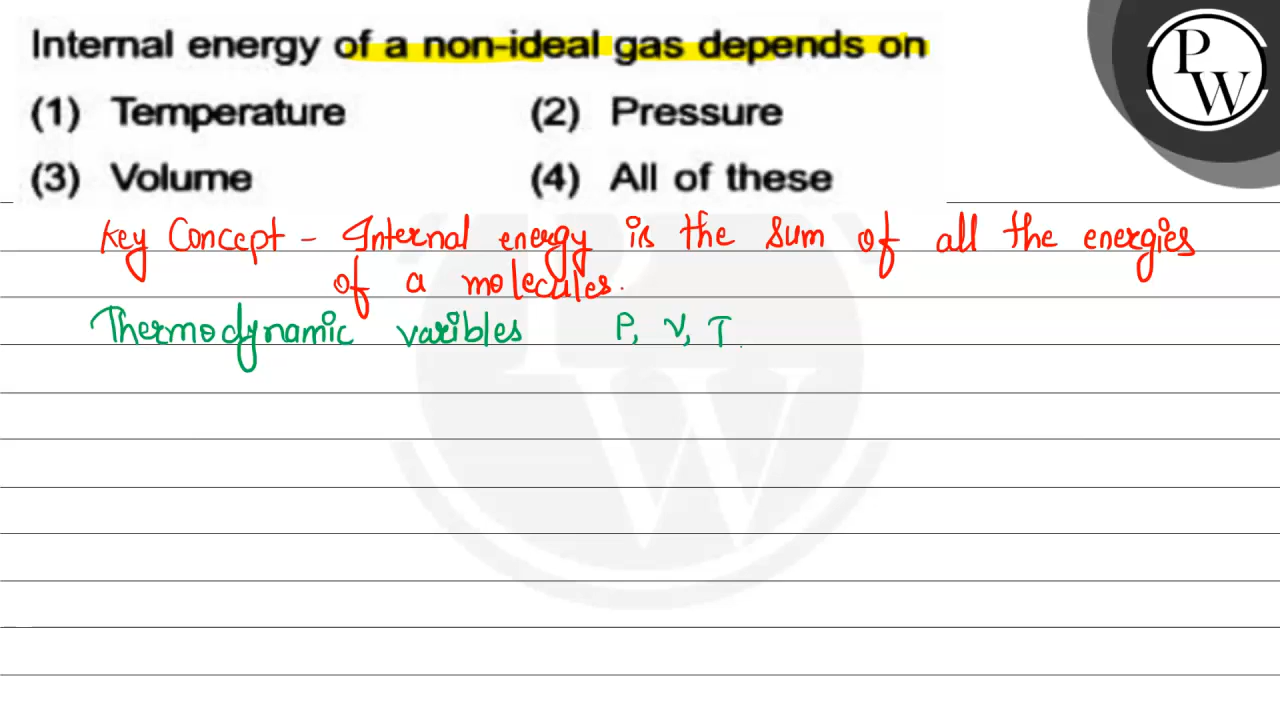 Internal energy of a non-ideal gas depends on
(1) Temperature (2) Pressure
(3) Volume (4) All of these
PW
Key Concept - Internal energy is the sum of all the energies
of a molecules.
Thermodynamic varibles P, V, T